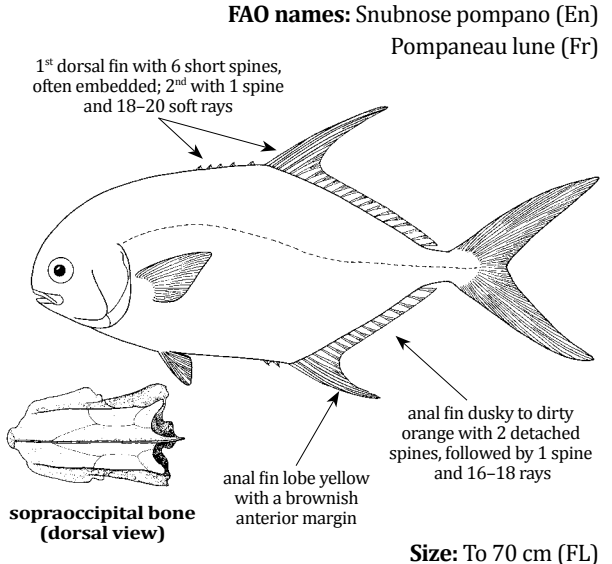 FAO names: Snubnose pompano (En)
Pompaneau lune (Fr)
1st dorsal fin with 6 short spines,
often embedded; 2nd with 1 spine
and 18–20 soft rays
anal fin dusky to dirty
orange with 2 detached
spines, followed by 1 spine
and 16–18 rays
anal fin lobe yellow
with a brownish
anterior margin
sopraoccipital bone
(dorsal view)
Size: To 70 cm (FL)